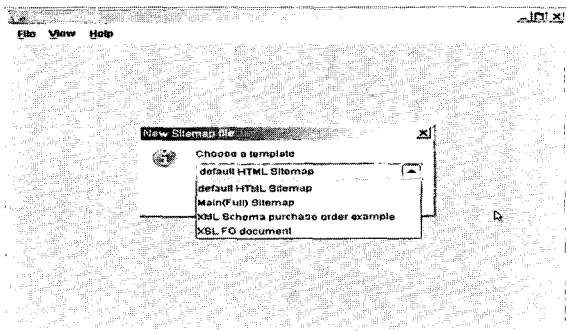 File View Help
New Sitemap file
Choose a template
default HTML Sitemap
default HTML Sitemap
Main(Full) Sitemap
XML Schema purchase order example
XSL FO document